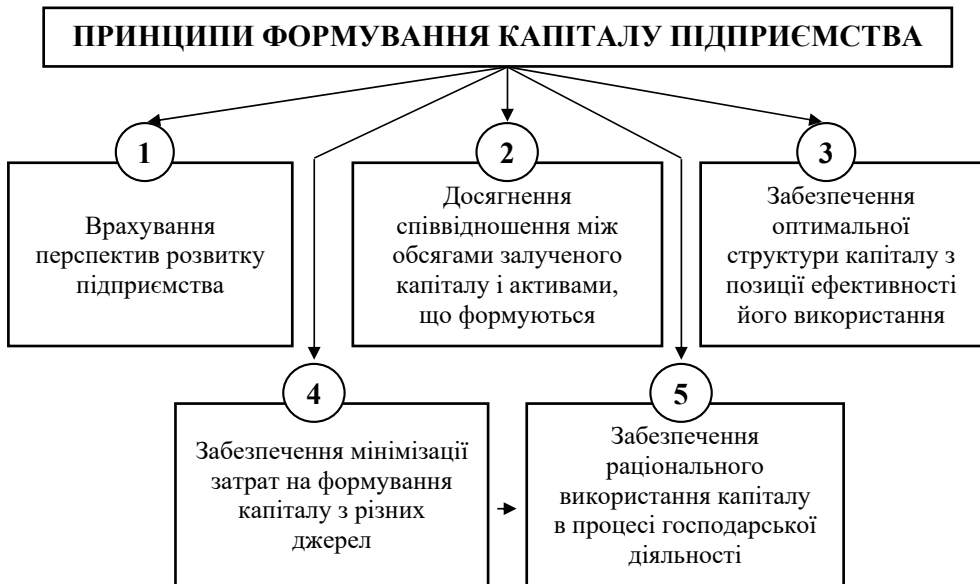 ПРИНЦИПИ ФОРМУВАННЯ КАПІТАЛУ ПІДПРИЄМСТВА
1
Врахування
перспектив розвитку
підприємства
2
Досягнення
співвідношення між
обсягами залученого
капіталу і активами,
що формуються
3
Забезпечення
оптимальної
структури капіталу з
позиції ефективності
його використання
4
Забезпечення мінімізації
затрат на формування
капіталу з різних
джерел
5
Забезпечення
раціонального
використання капіталу
в процесі господарської
діяльності